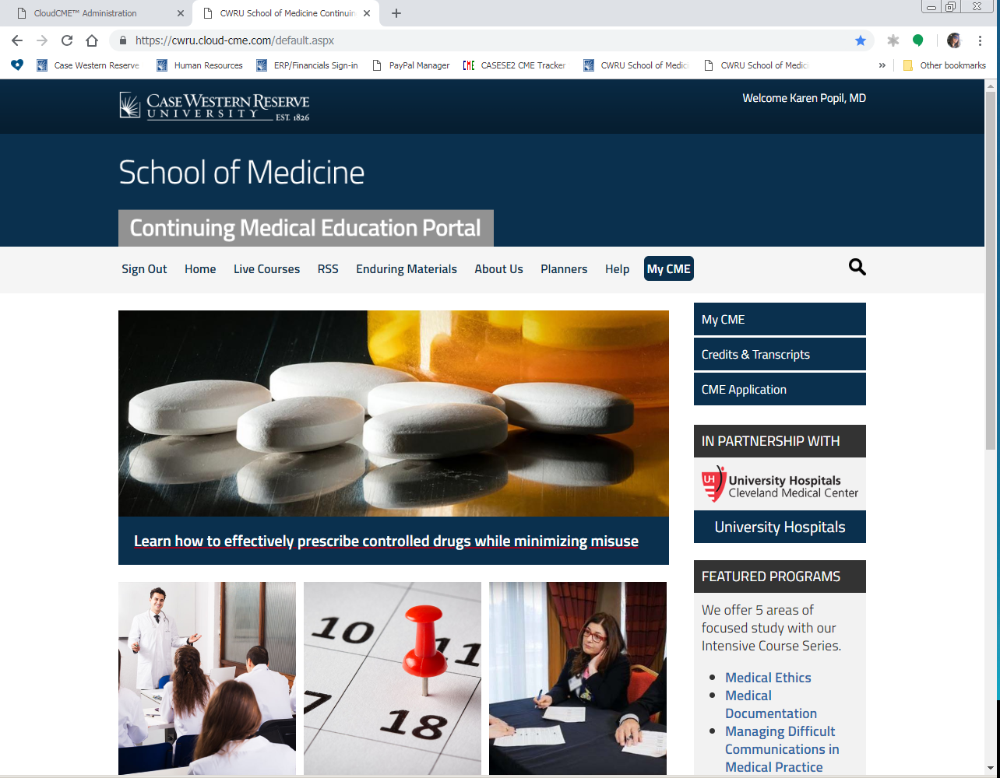 CloudCME™ Administration
CWRU School of Medicine Continuin
https://cwru.cloud-cme.com/default.aspx
Case Western Reserve
Human Resources
ERP/Financials Sign-in
PayPal Manager
CME
CASESE2 CME Tracker
CWRU School of Medic
CWRU School of Medic
»
Other bookmarks
CASE WESTERN RESERVE
UNIVERSITY EST. 1826
Welcome Karen Popil, MD
School of Medicine
Continuing Medical Education Portal
Sign Out
Home
Live Courses
RSS
Enduring Materials
About Us
Planners
Help
My CME
Learn how to effectively prescribe controlled drugs while minimizing misuse
10
11
17
18
My CME
Credits & Transcripts
CME Application
IN PARTNERSHIP WITH
UH
University Hospitals
Cleveland Medical Center
University Hospitals
FEATURED PROGRAMS
We offer 5 areas of
focused study with our
Intensive Course Series.
Medical Ethics
Medical
Documentation
Managing Difficult
Communications in
Medical Practice